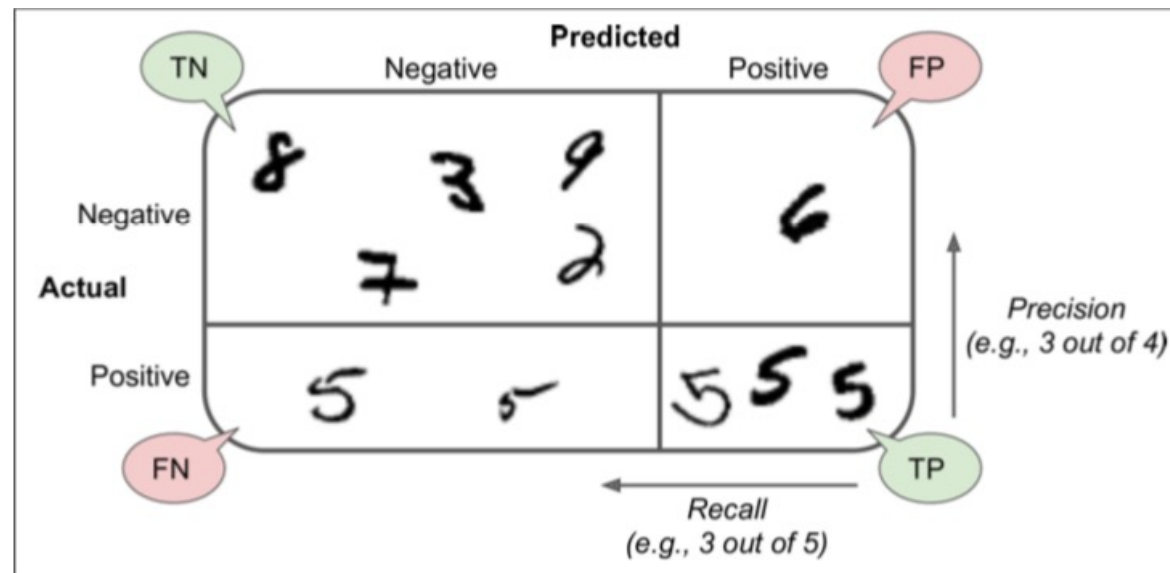 Predicted
TN
Negative
Positive
FP
8
3
9
6
Negative
7
2
Actual
Precision
(e.g., 3 out of 4)
Positive
5
5
5
5
5
FN
TP
Recall
(e.g., 3 out of 5)